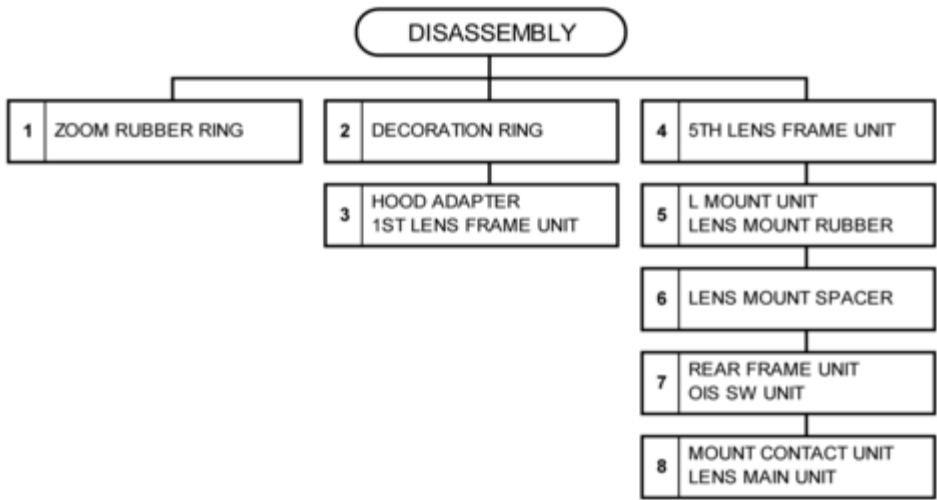 DISASSEMBLY
1 ZOOM RUBBER RING
2 DECORATION RING
3 HOOD ADAPTER
1ST LENS FRAME UNIT
4 5TH LENS FRAME UNIT
5 L MOUNT UNIT
LENS MOUNT RUBBER
6 LENS MOUNT SPACER
7 REAR FRAME UNIT
OIS SW UNIT
8 MOUNT CONTACT UNIT
LENS MAIN UNIT